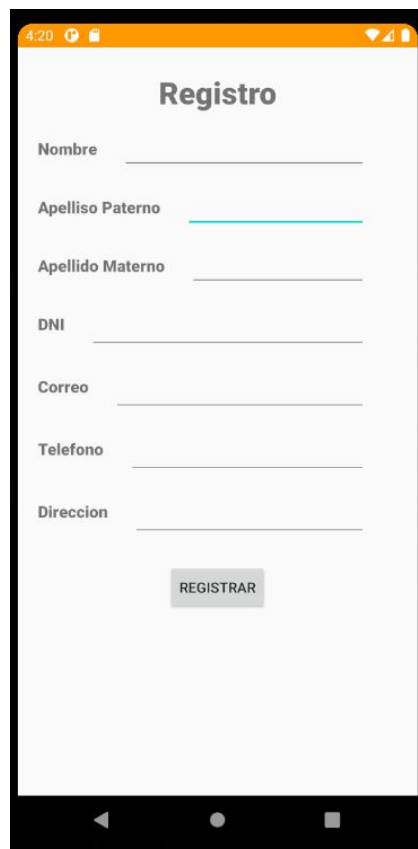 4:20
Registro
Nombre
Apelliso Paterno
Apellido Materno
DNI
Correo
Telefono
Direccion
REGISTRAR